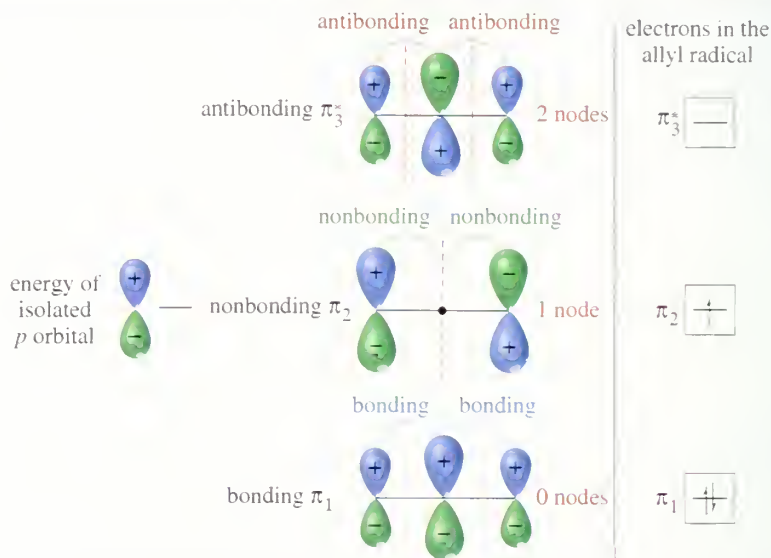 antibonding antibonding
electrons in the
allyl radical
+ − +
antibonding π₃* 2 nodes
π₃*
− + −
nonbonding nonbonding
+ −
energy of
isolated
p orbital
+
−
nonbonding π₂ 1 node
π₂
− +
bonding bonding
+ + +
bonding π₁ 0 nodes
π₁
− − −